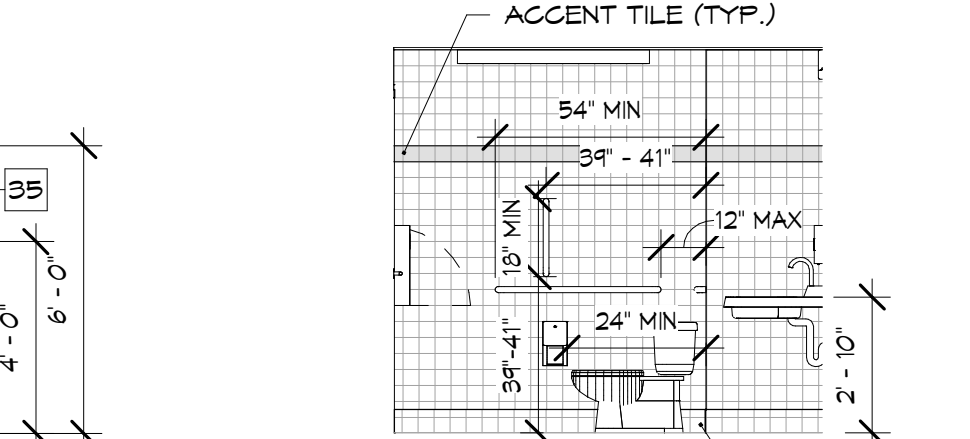 ACCENT TILE (TYP.)
54" MIN
39" - 41"
35
18" MIN
12" MAX
6' - 0"
4' - 0"
24" MIN
39"-41"
2' - 10"